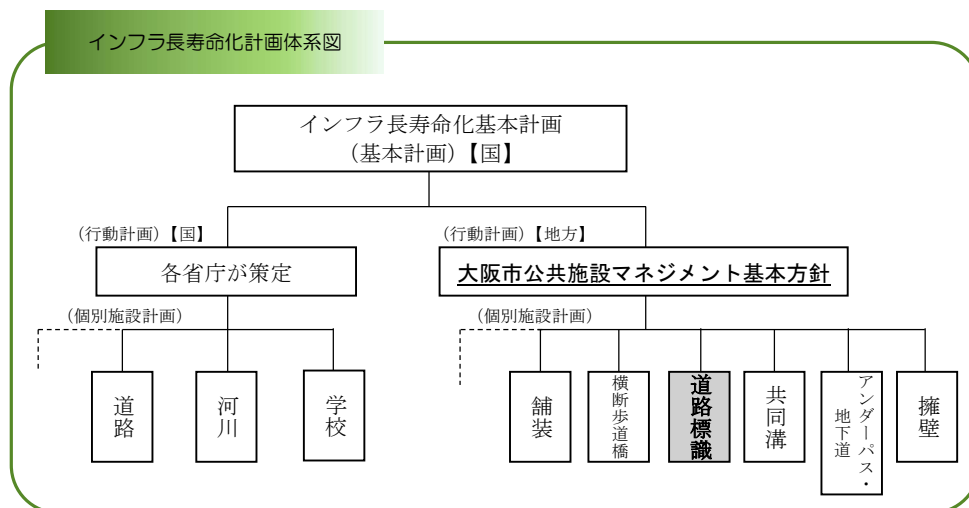 インフラ長寿命化計画体系図
インフラ長寿命化基本計画
(基本計画)【国】
(行動計画)【国】
(行動計画)【地方】
各省庁が策定
大阪市公共施設マネジメント基本方針
(個別施設計画)
(個別施設計画)
道路
河川
学校
舗装
横断歩道橋
道路標識
共同溝
アンダーパス・
地下道
擁壁